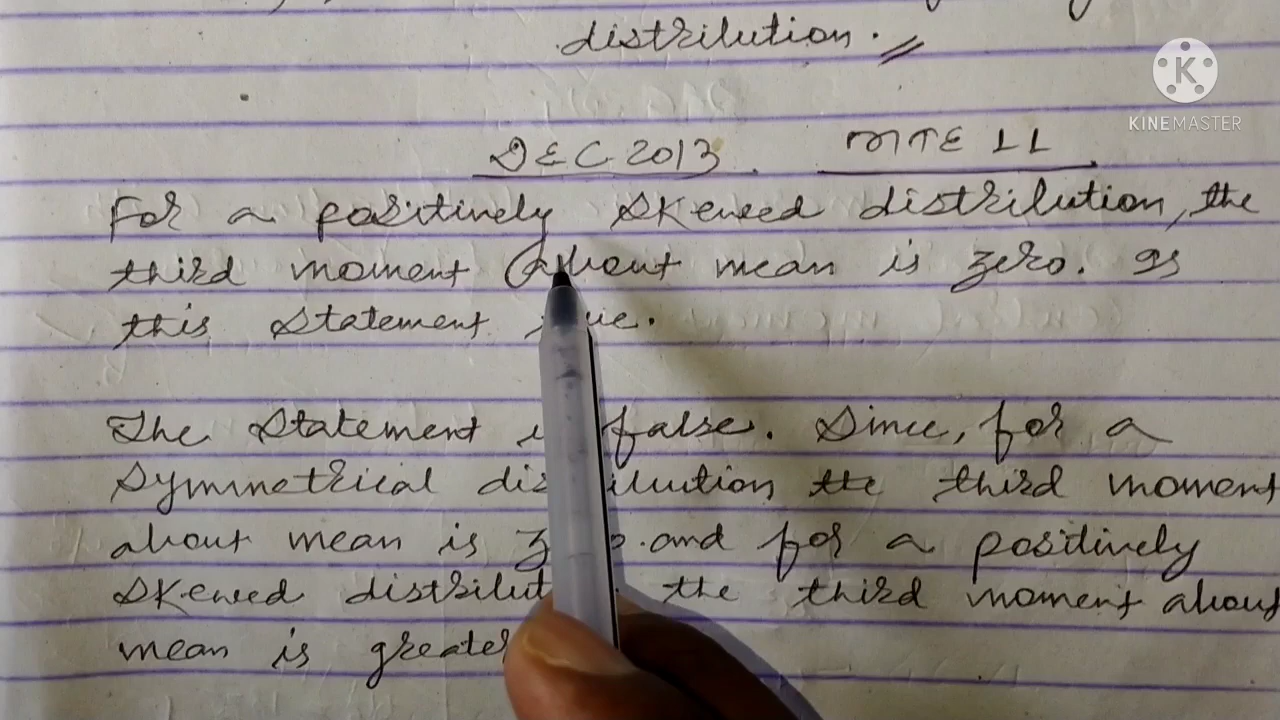 distribution.
DEC 2013. MTE 11
For a positively skewed distribution, the
third moment about mean is zero. Is
this statement
The statement false. Since, for a
symmetrical distribution the third moment
about mean is and for a positively
skewed the third moment about
mean is greater
K
KINEMASTER